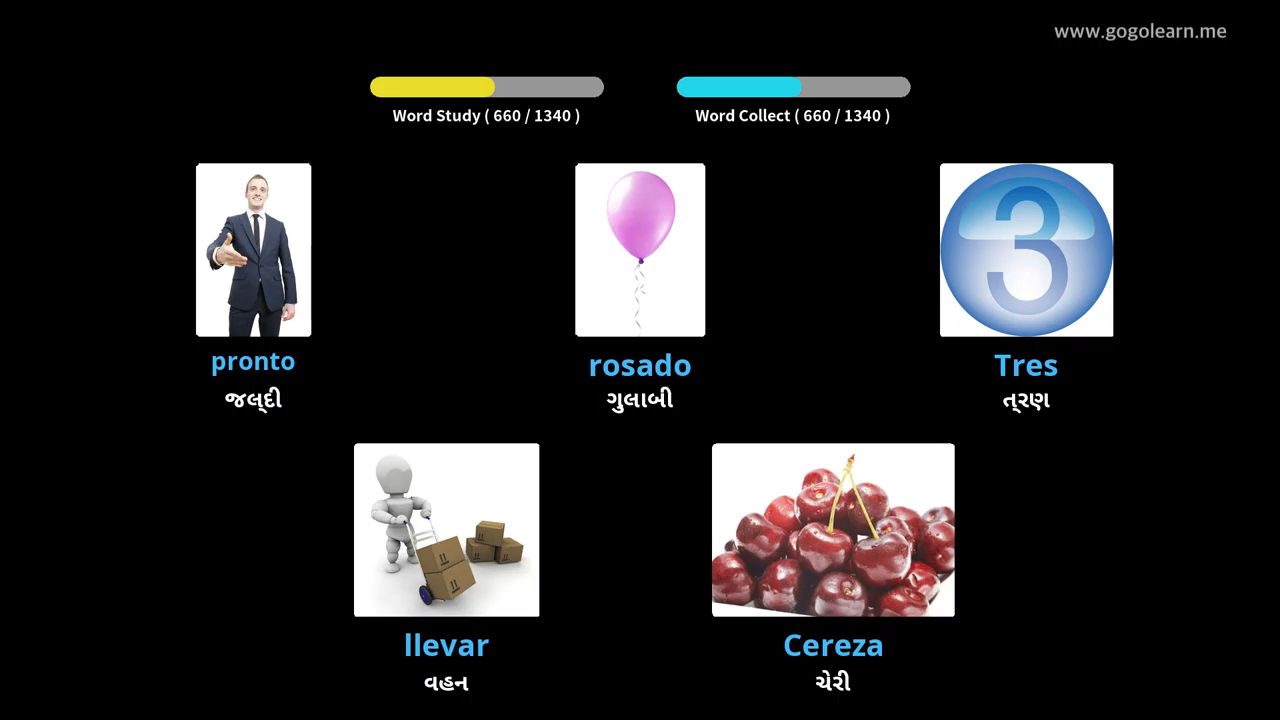 www.gogolearn.me
Word Study ( 660 / 1340 )
Word Collect ( 660 / 1340 )
3
pronto
rosado
Tres
જલ્દી
ગુલાબી
ત્રણ
llevar
Cereza
વહન
ચેરી